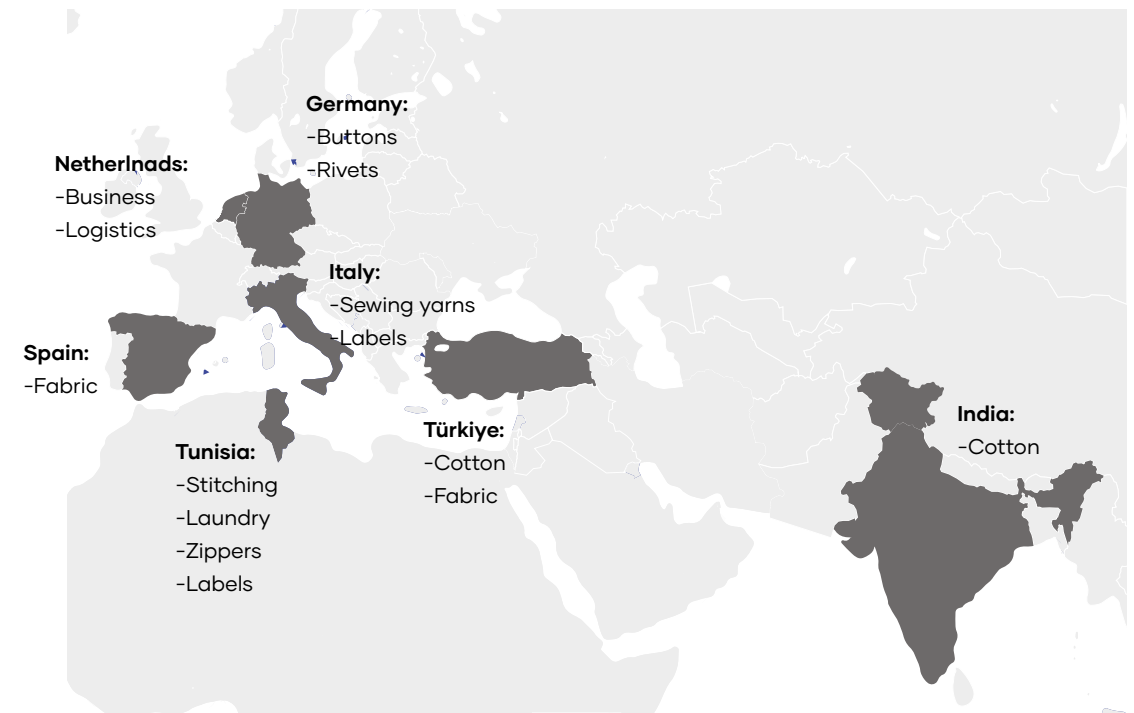 Germany:
-Buttons
-Rivets
Netherlnads:
-Business
-Logistics
Italy:
-Sewing yarns
-Labels
Spain:
-Fabric
Türkiye:
-Cotton
-Fabric
India:
-Cotton
Tunisia:
-Stitching
-Laundry
-Zippers
-Labels